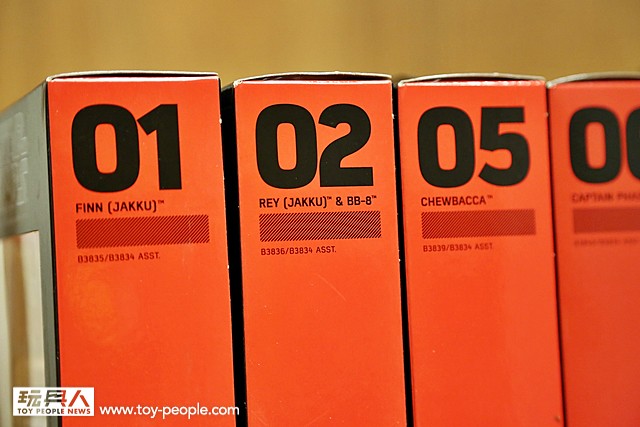 01
FINN (JAKKU)™
B3835/B3834 ASST.
02
REY (JAKKU)™ & BB-8™
B3836/B3834 ASST.
05
CHEWBACCA™
B3839/B3834 ASST.
CAPTAIN
玩具人
TOY PEOPLE NEWS
www.toy-people.com